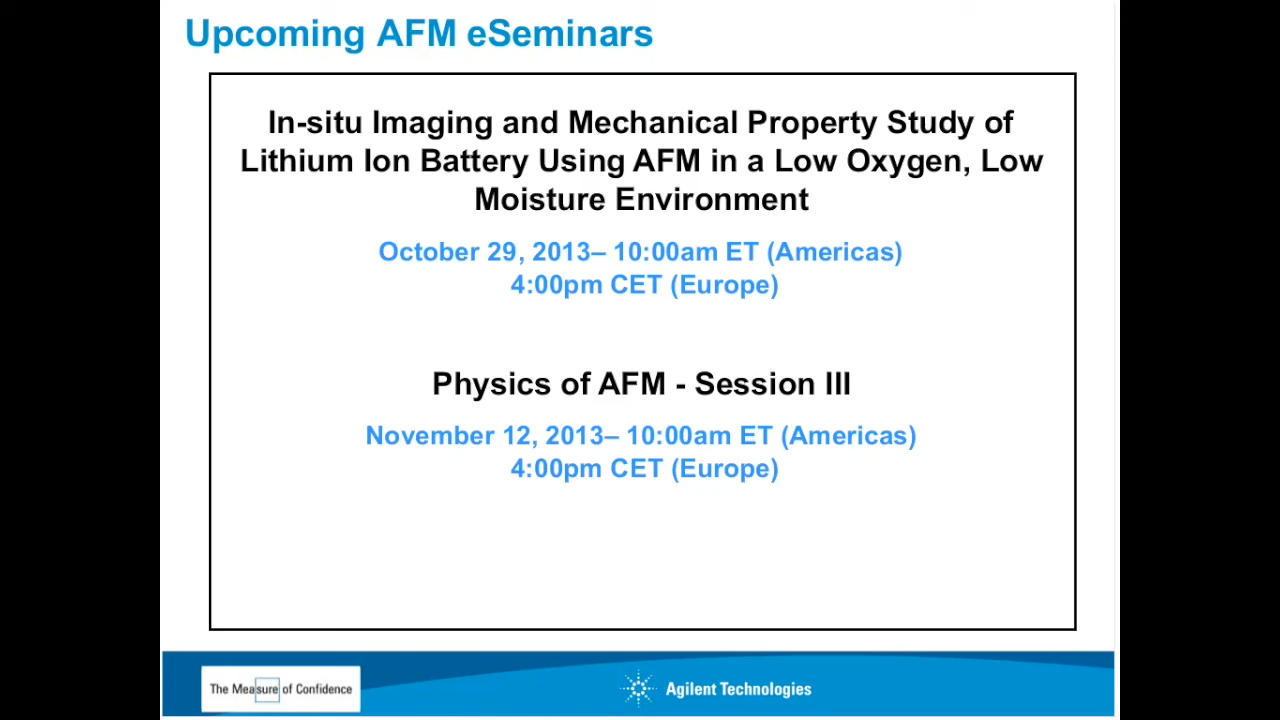 Upcoming AFM eSeminars
In-situ Imaging and Mechanical Property Study of
Lithium Ion Battery Using AFM in a Low Oxygen, Low
Moisture Environment
October 29, 2013– 10:00am ET (Americas)
4:00pm CET (Europe)
Physics of AFM - Session III
November 12, 2013– 10:00am ET (Americas)
4:00pm CET (Europe)
The Measure of Confidence
Agilent Technologies